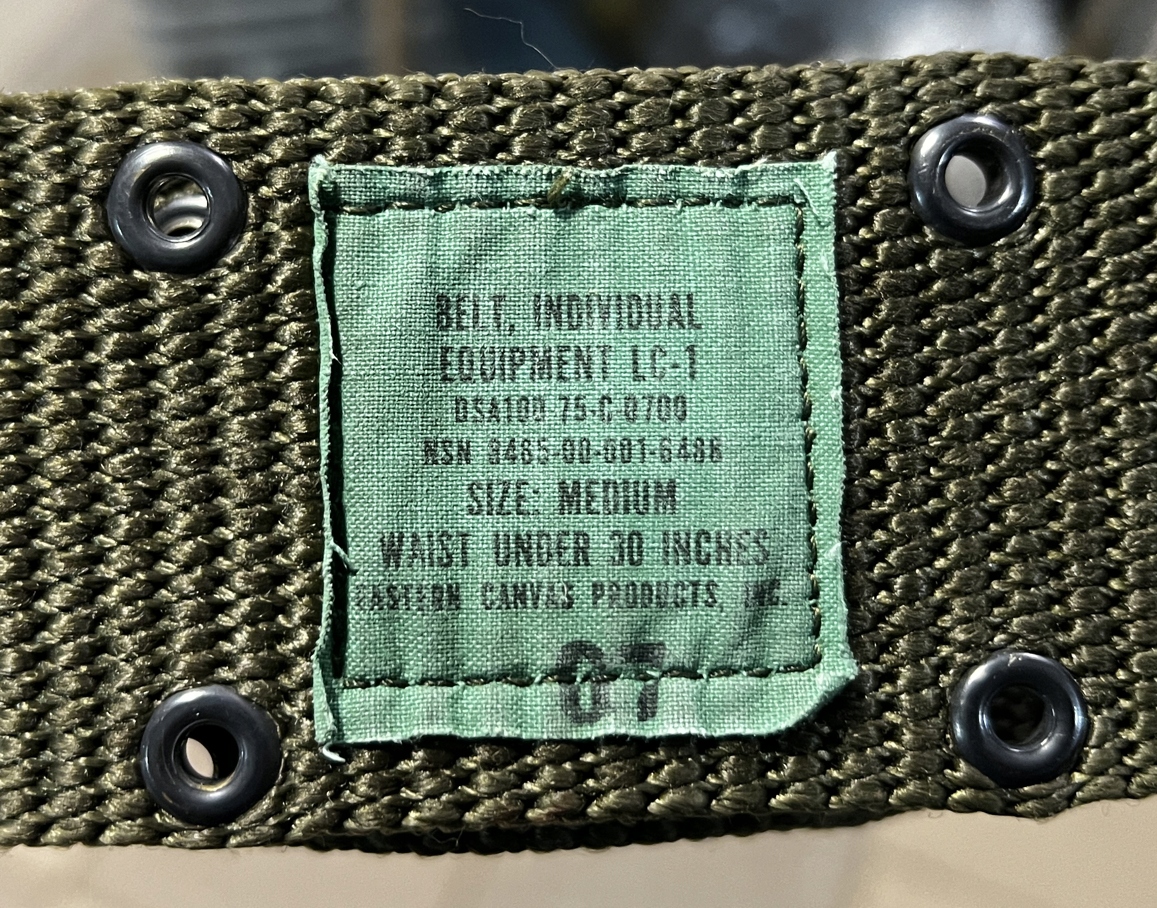 BELT, INDIVIDUAL
EQUIPMENT LC-1
DSA100-75-C-0700
NSN 8465-00-001-6486
SIZE: MEDIUM
WAIST UNDER 30 INCHES
EASTERN CANVAS PRODUCTS, INC.
07